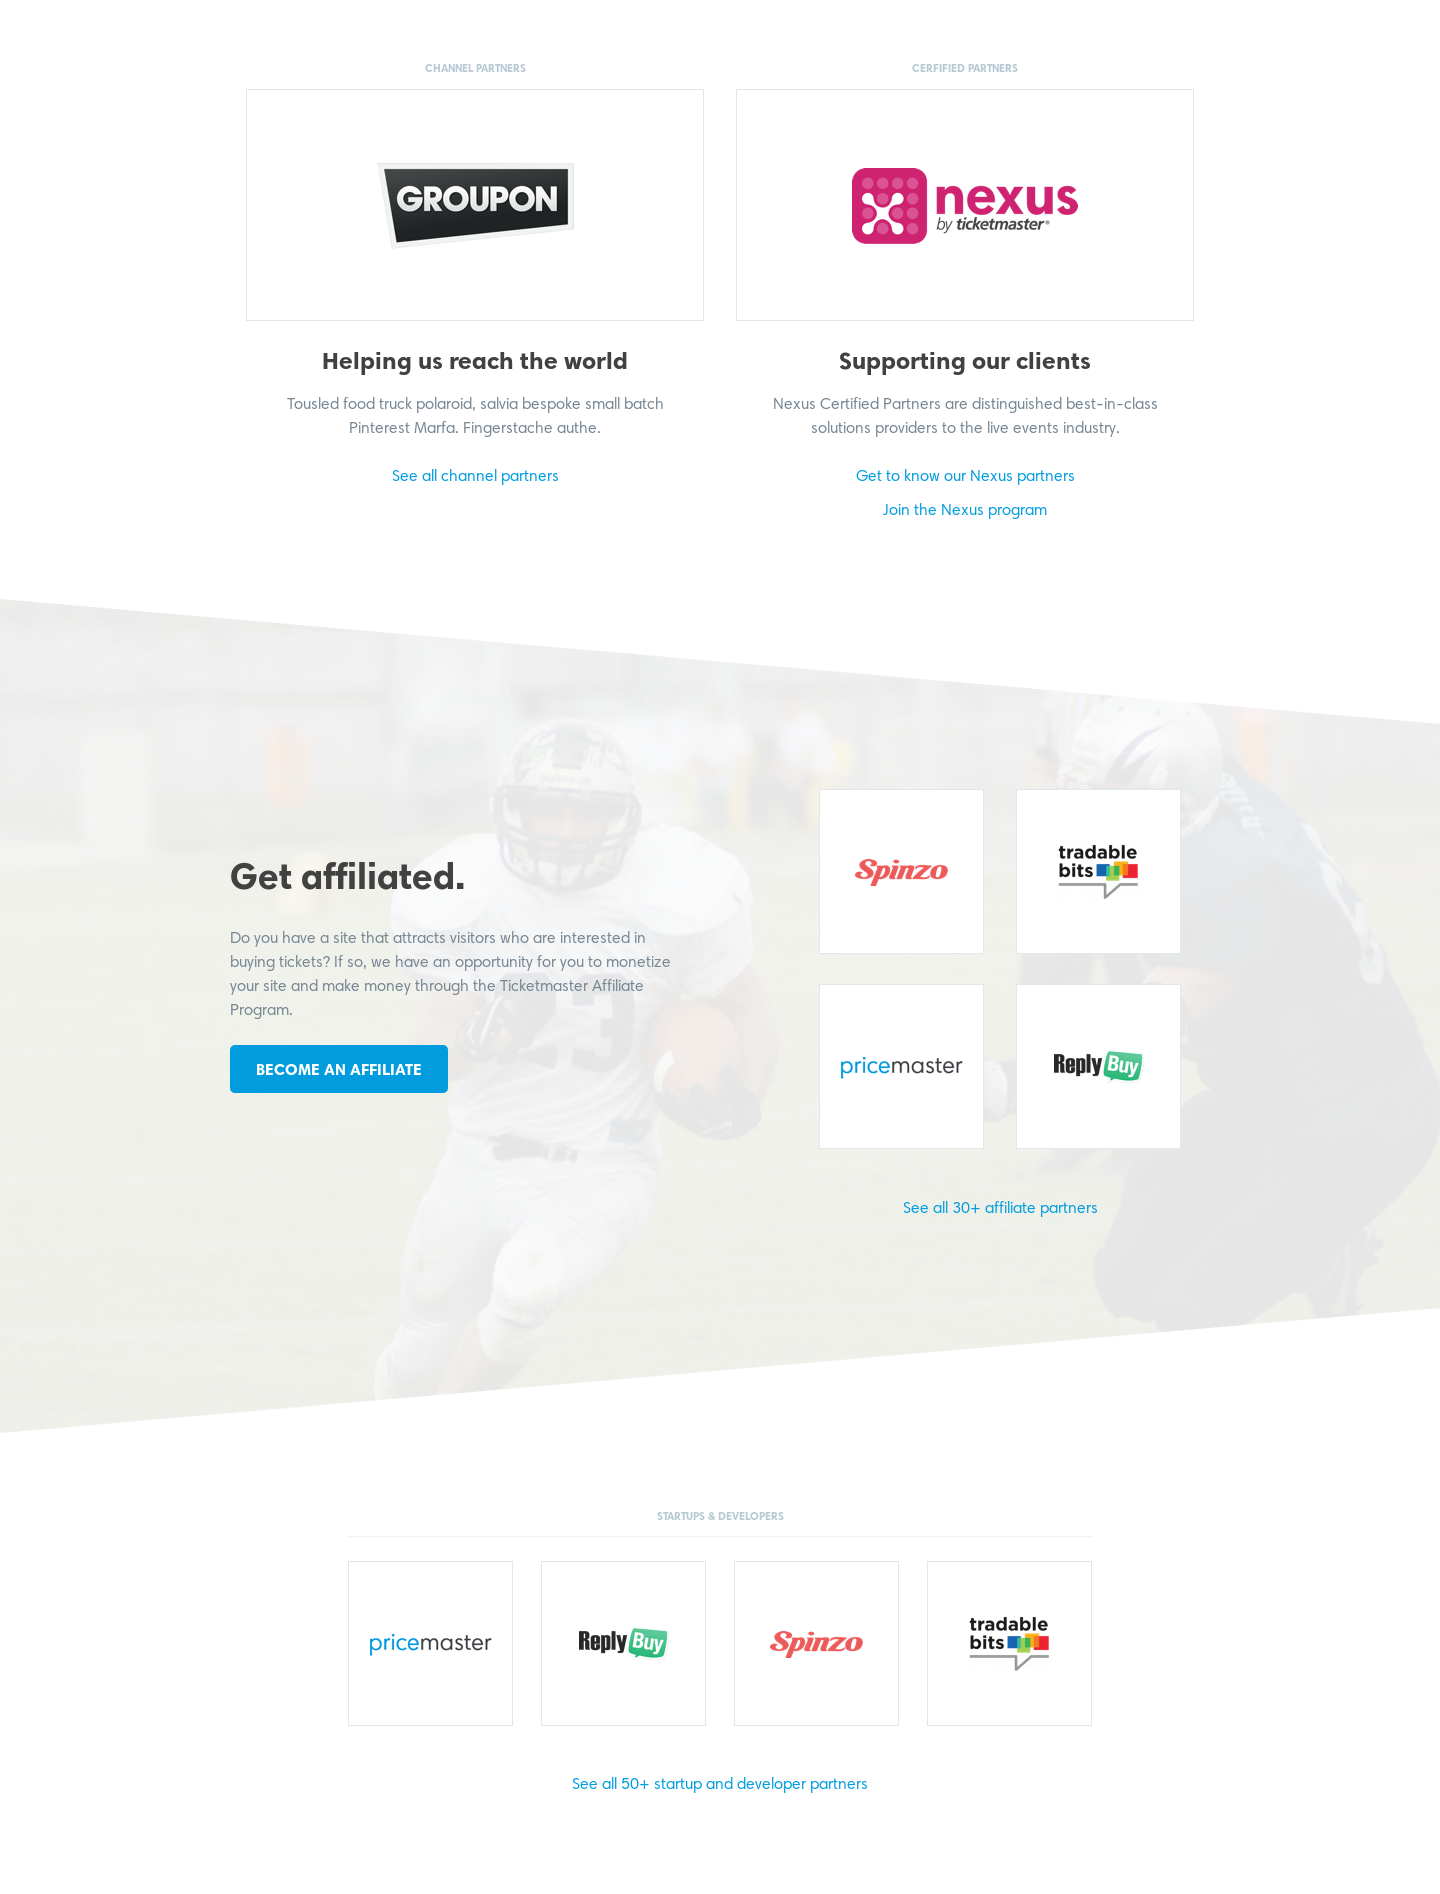 CHANNEL PARTNERS
GROUPON
Helping us reach the world
Tousled food truck polaroid, salvia bespoke small batch
Pinterest Marfa. Fingerstache authe.
See all channel partners
CERFIFIED PARTNERS
nexus
by ticketmaster®
Supporting our clients
Nexus Certified Partners are distinguished best-in-class
solutions providers to the live events industry.
Get to know our Nexus partners
Join the Nexus program
Get affiliated.
Do you have a site that attracts visitors who are interested in
buying tickets? If so, we have an opportunity for you to monetize
your site and make money through the Ticketmaster Affiliate
Program.
BECOME AN AFFILIATE
Spinzo
tradable
bits
pricemaster
Reply Buy
See all 30+ affiliate partners
23
STARTUPS & DEVELOPERS
pricemaster
Reply Buy
Spinzo
tradable
bits
See all 50+ startup and developer partners